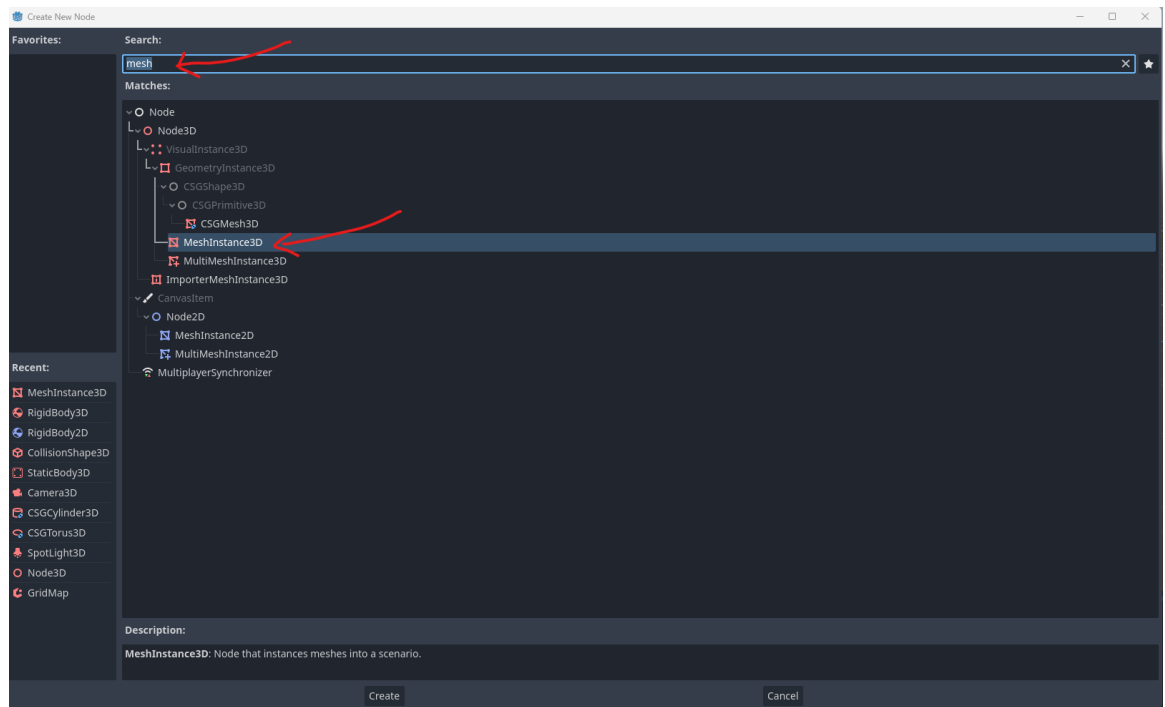 Create New Node
Favorites:
Search:
mesh
Matches:
Node
Node3D
VisualInstance3D
GeometryInstance3D
CSGShape3D
CSGPrimitive3D
CSGMesh3D
MeshInstance3D
MultiMeshInstance3D
ImporterMeshInstance3D
CanvasItem
Node2D
MeshInstance2D
MultiMeshInstance2D
MultiplayerSynchronizer
Recent:
MeshInstance3D
RigidBody3D
RigidBody2D
CollisionShape3D
StaticBody3D
Camera3D
CSGCylinder3D
CSGTorus3D
SpotLight3D
Node3D
GridMap
Description:
MeshInstance3D: Node that instances meshes into a scenario.
Create
Cancel